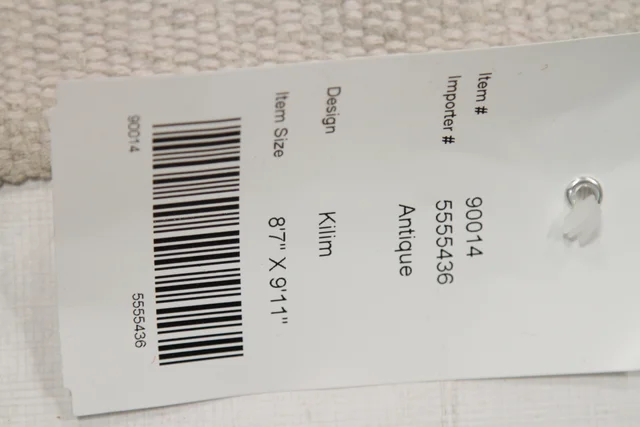 Item # 90014
Importer # 5555436
Antique
Design Kilim
Item Size 8'7" X 9'11"
90014 5555436